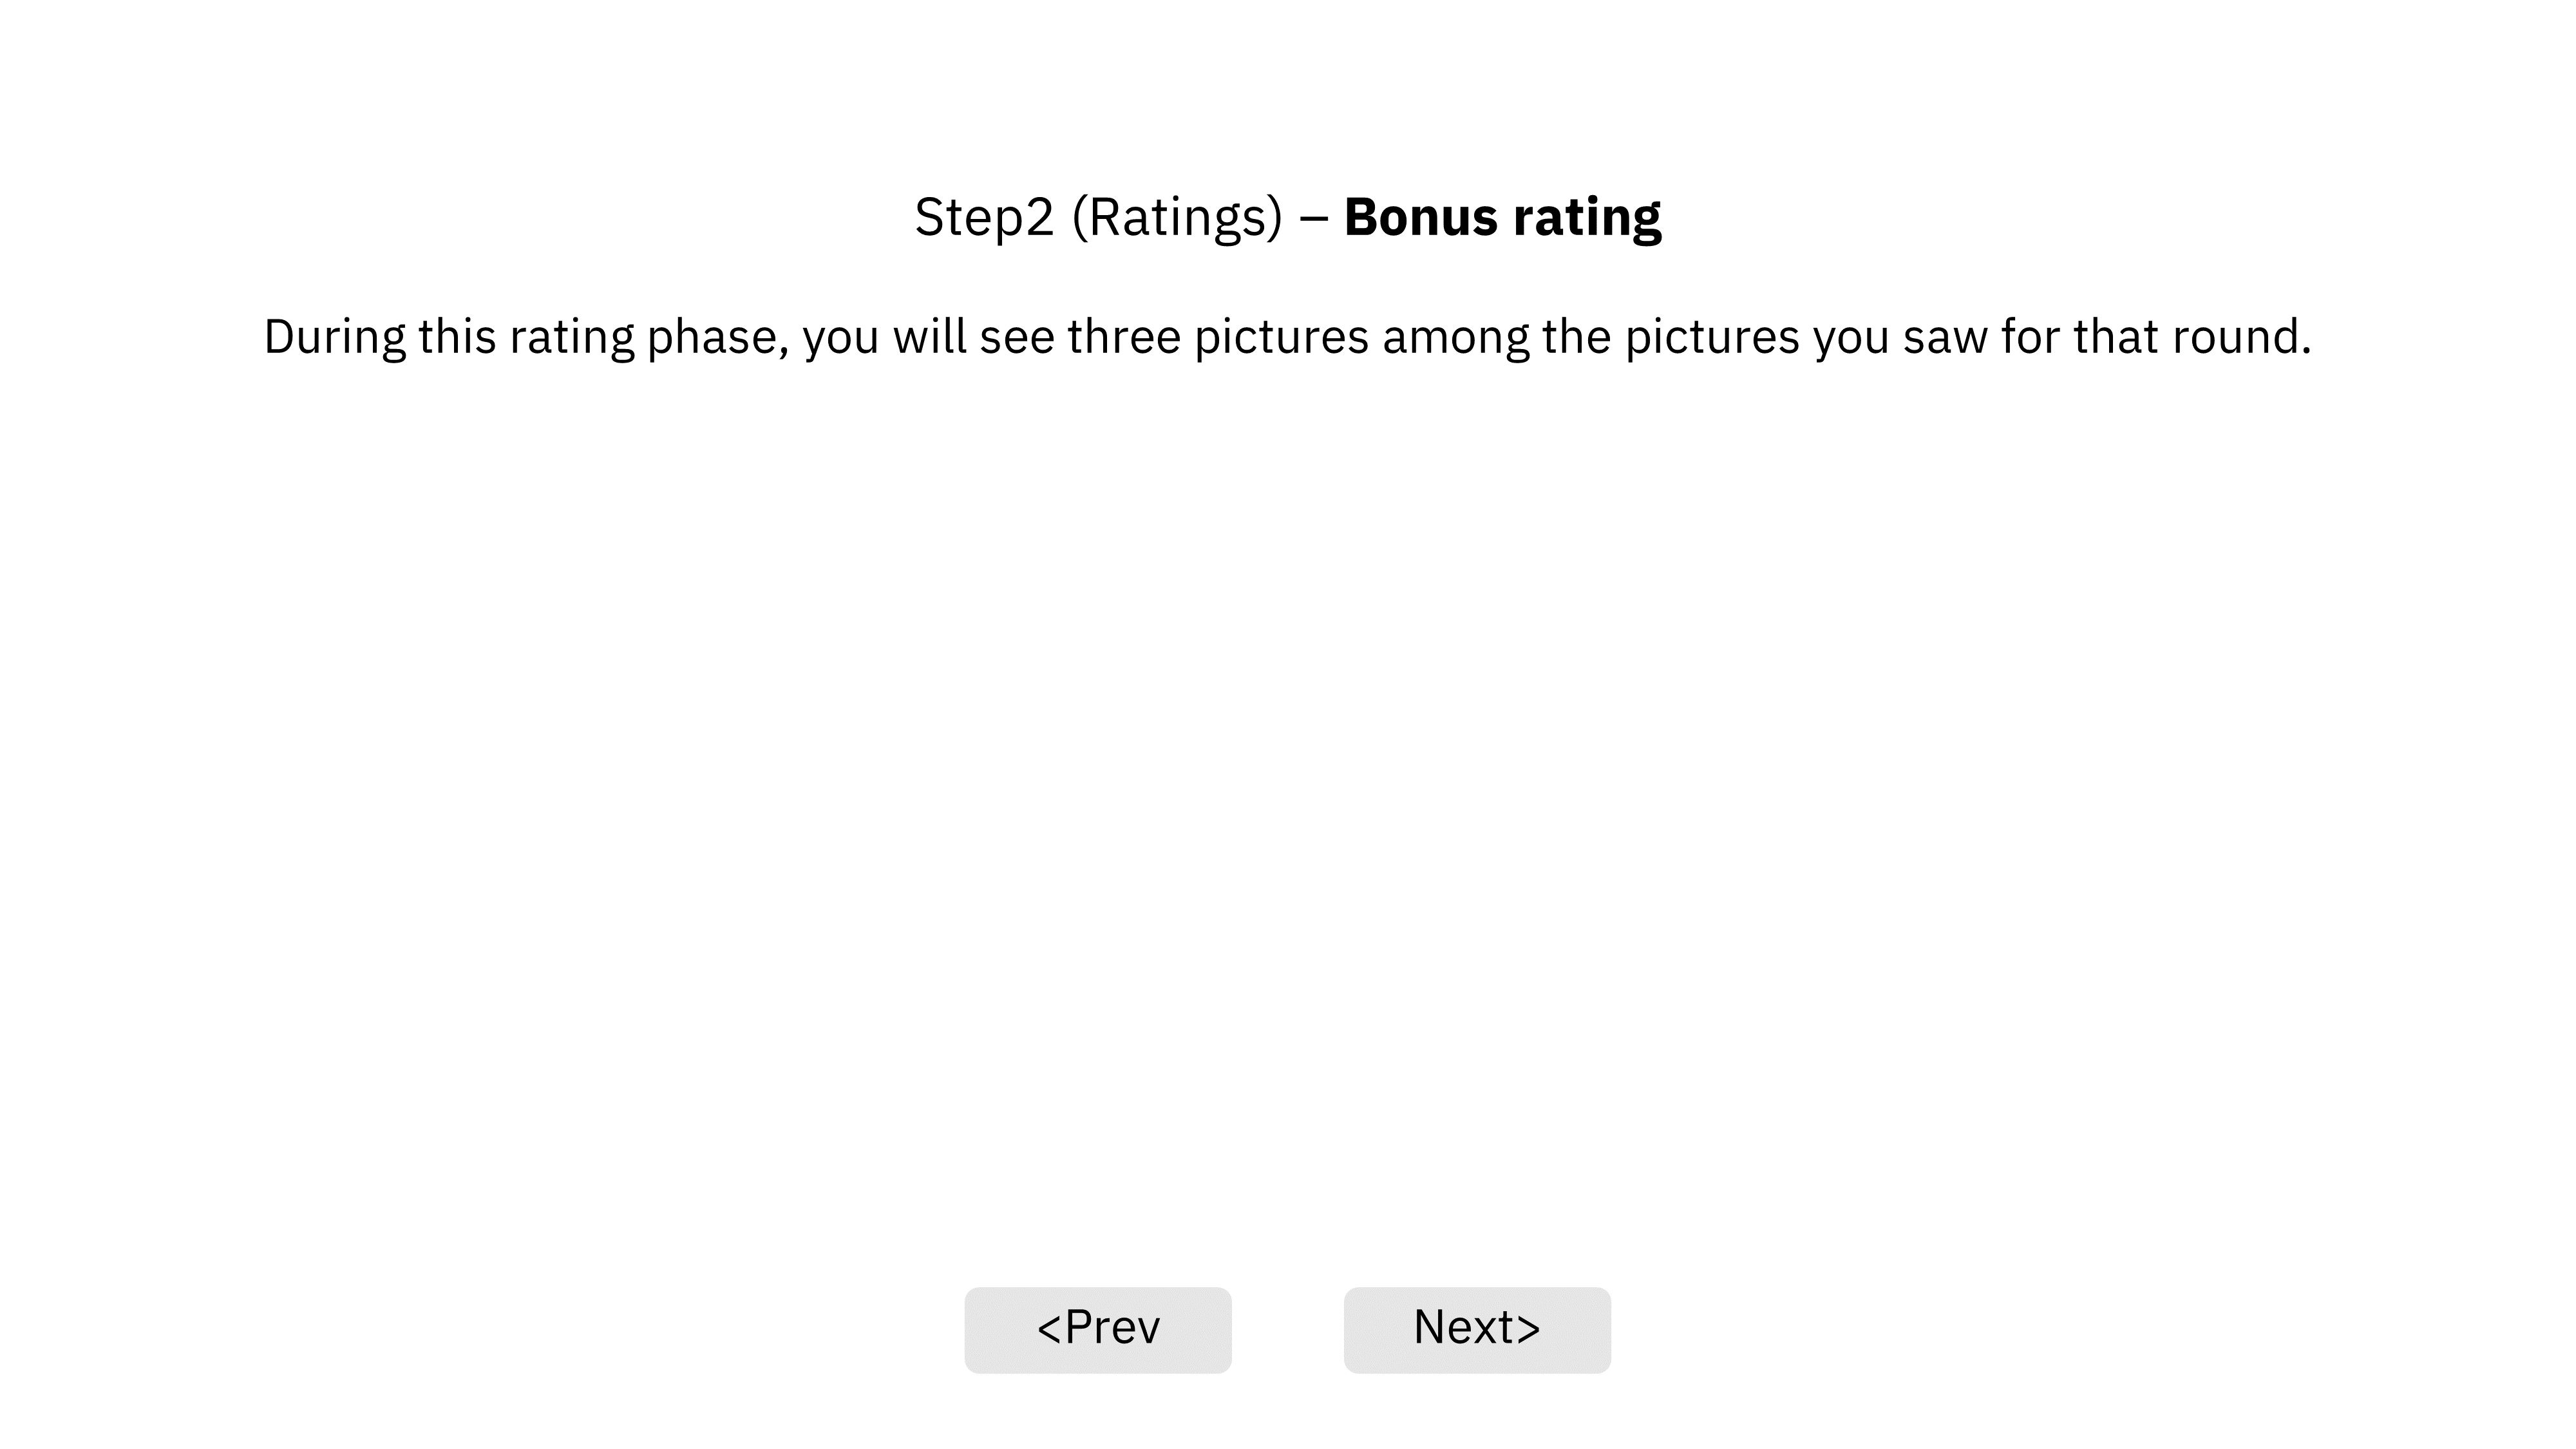 Step2 (Ratings) – Bonus rating
During this rating phase, you will see three pictures among the pictures you saw for that round.
<Prev
Next>